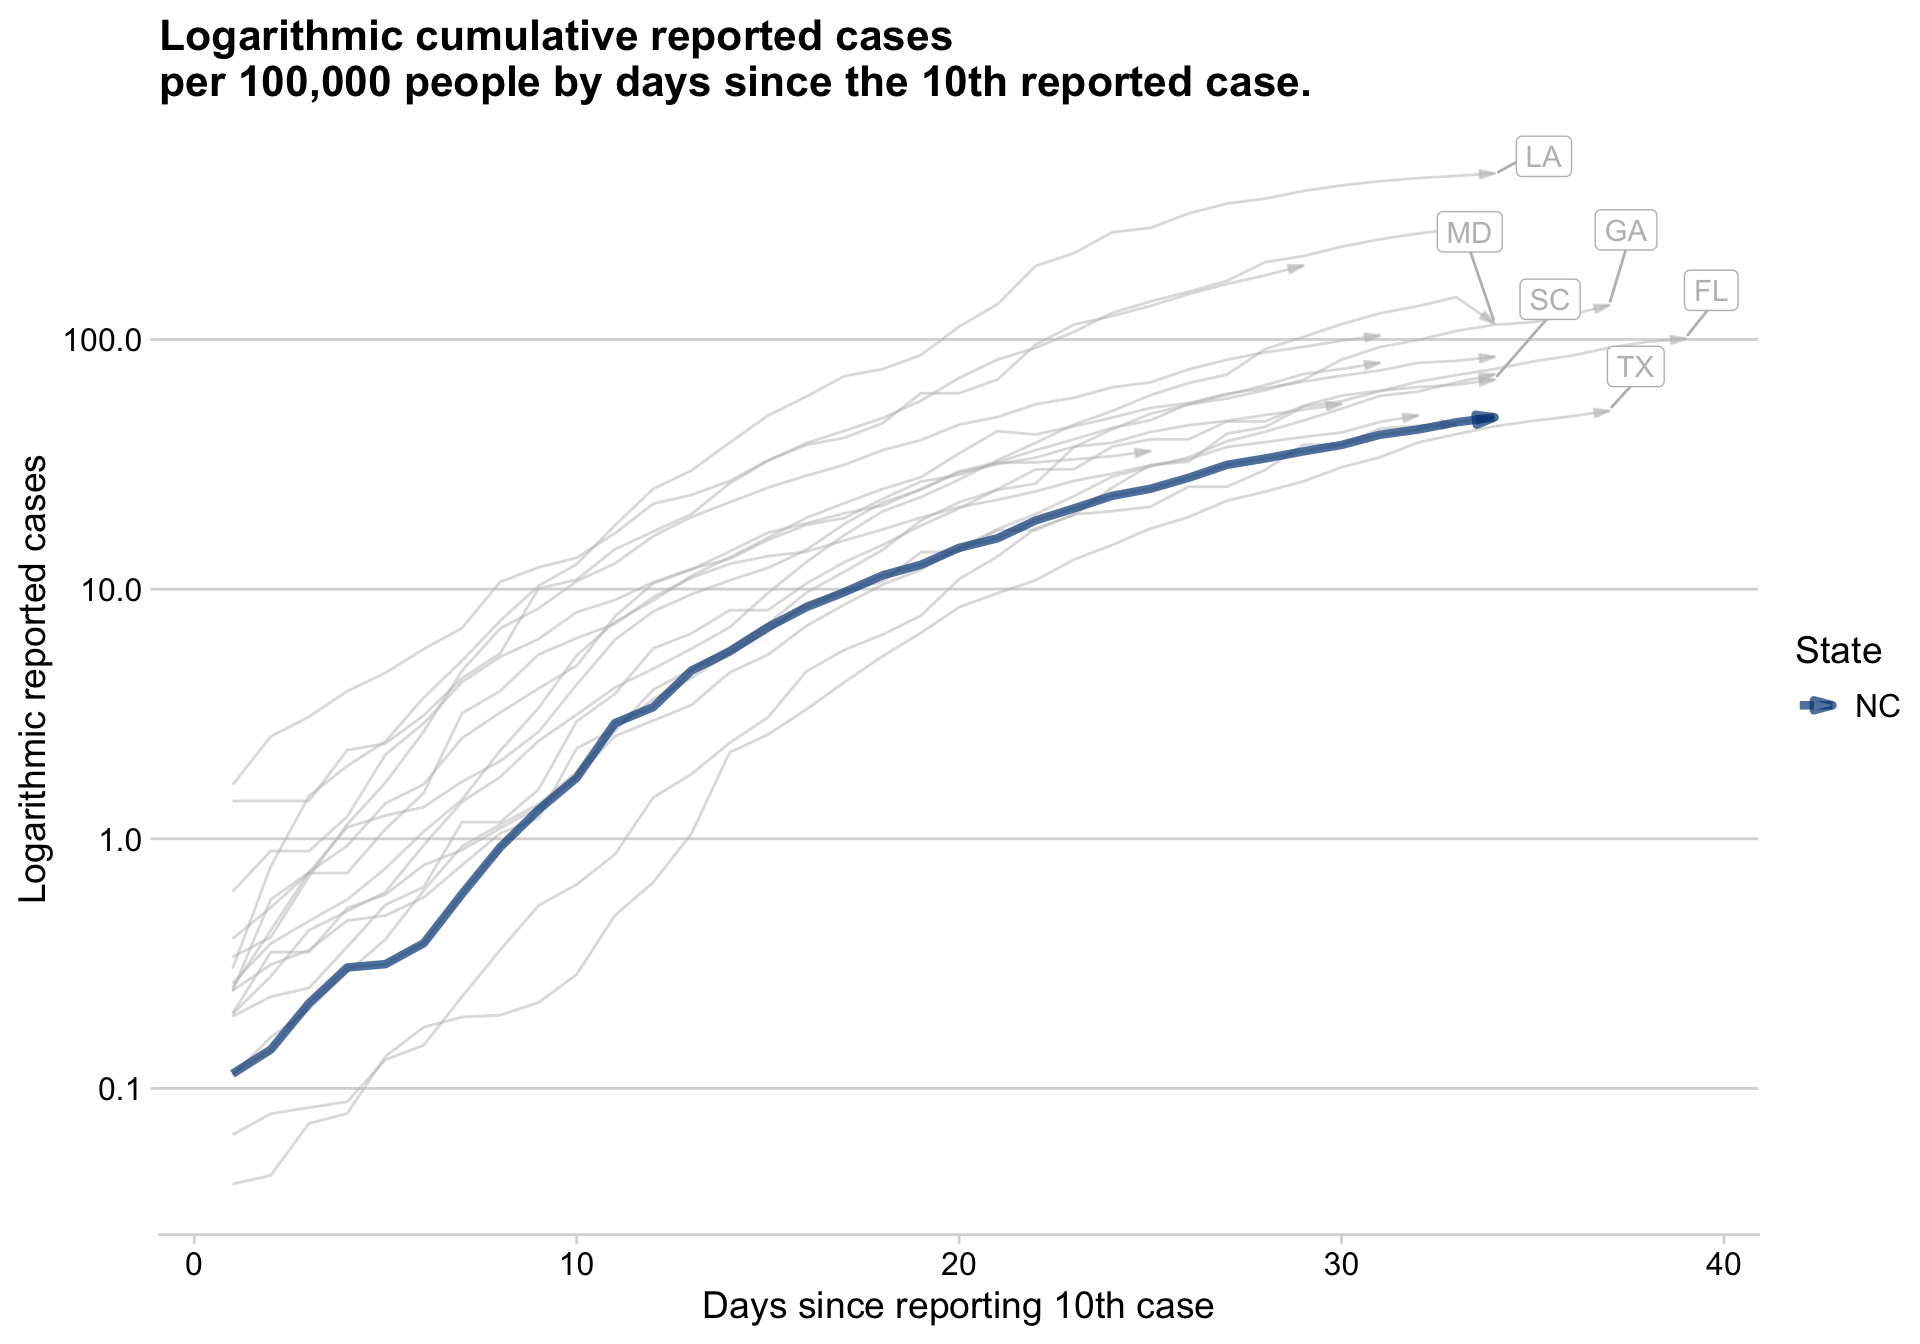 Logarithmic cumulative reported cases
per 100,000 people by days since the 10th reported case.
LA
MD
GA
SC
FL
TX
100.0
10.0
1.0
0.1
Logarithmic reported cases
State
NC
0
10
20
30
40
Days since reporting 10th case